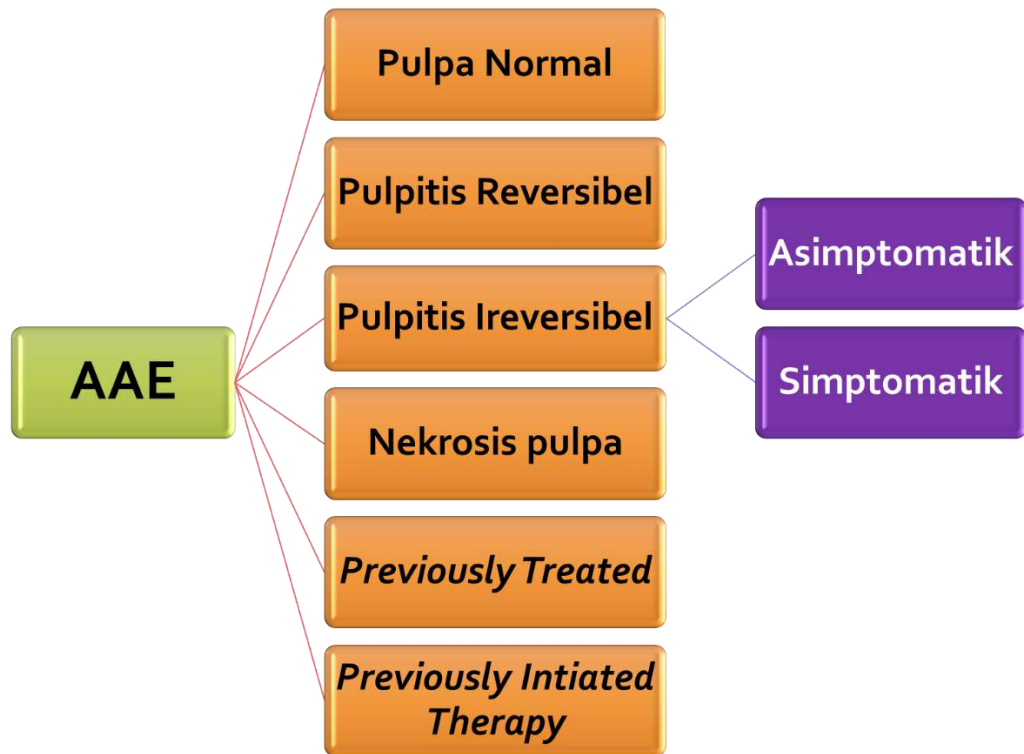 AAE
Pulpa Normal
Pulpitis Reversibel
Pulpitis Ireversibel
Asimptomatik
Simptomatik
Nekrosis pulpa
Previously Treated
Previously Intiated
Therapy